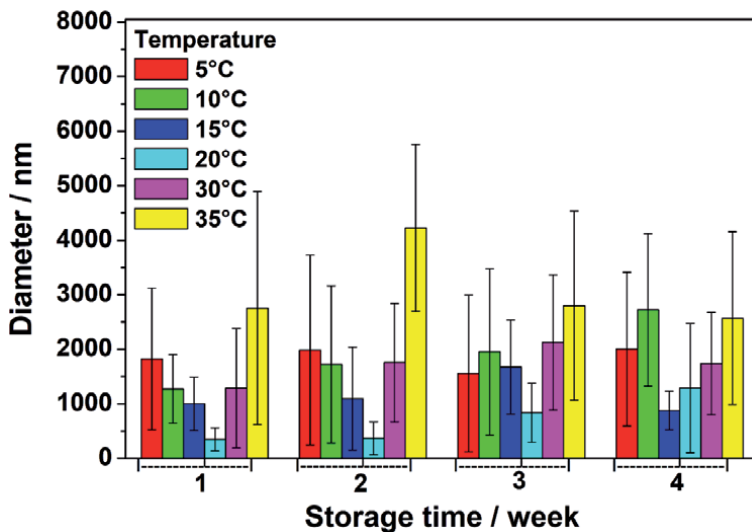 8000
7000
6000
5000
4000
3000
2000
1000
0
Diameter / nm
Temperature
5°C
10°C
15°C
20°C
30°C
35°C
1 2 3 4
Storage time / week